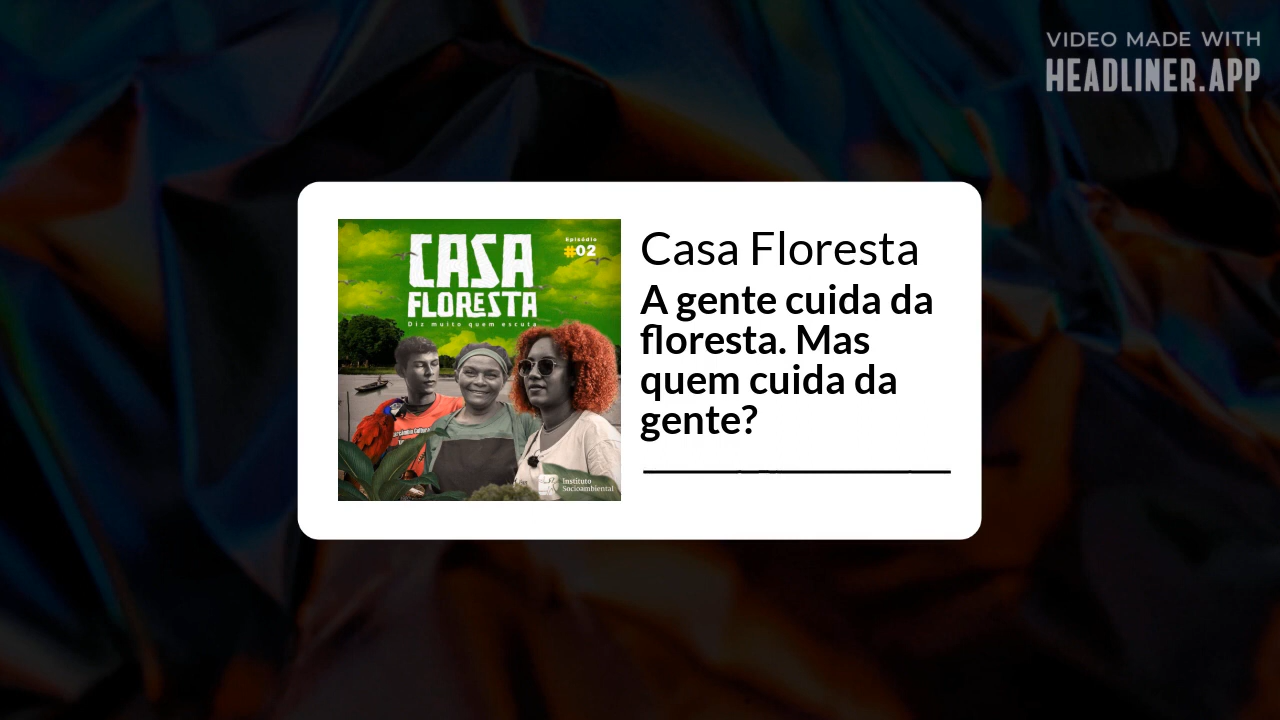 VIDEO MADE WITH
HEADLINER.APP
CASA
FLORESTA
Diz muito quem escuta
Episódio
#02
Instituto
Socioambiental
Casa Floresta
A gente cuida da
floresta. Mas
quem cuida da
gente?